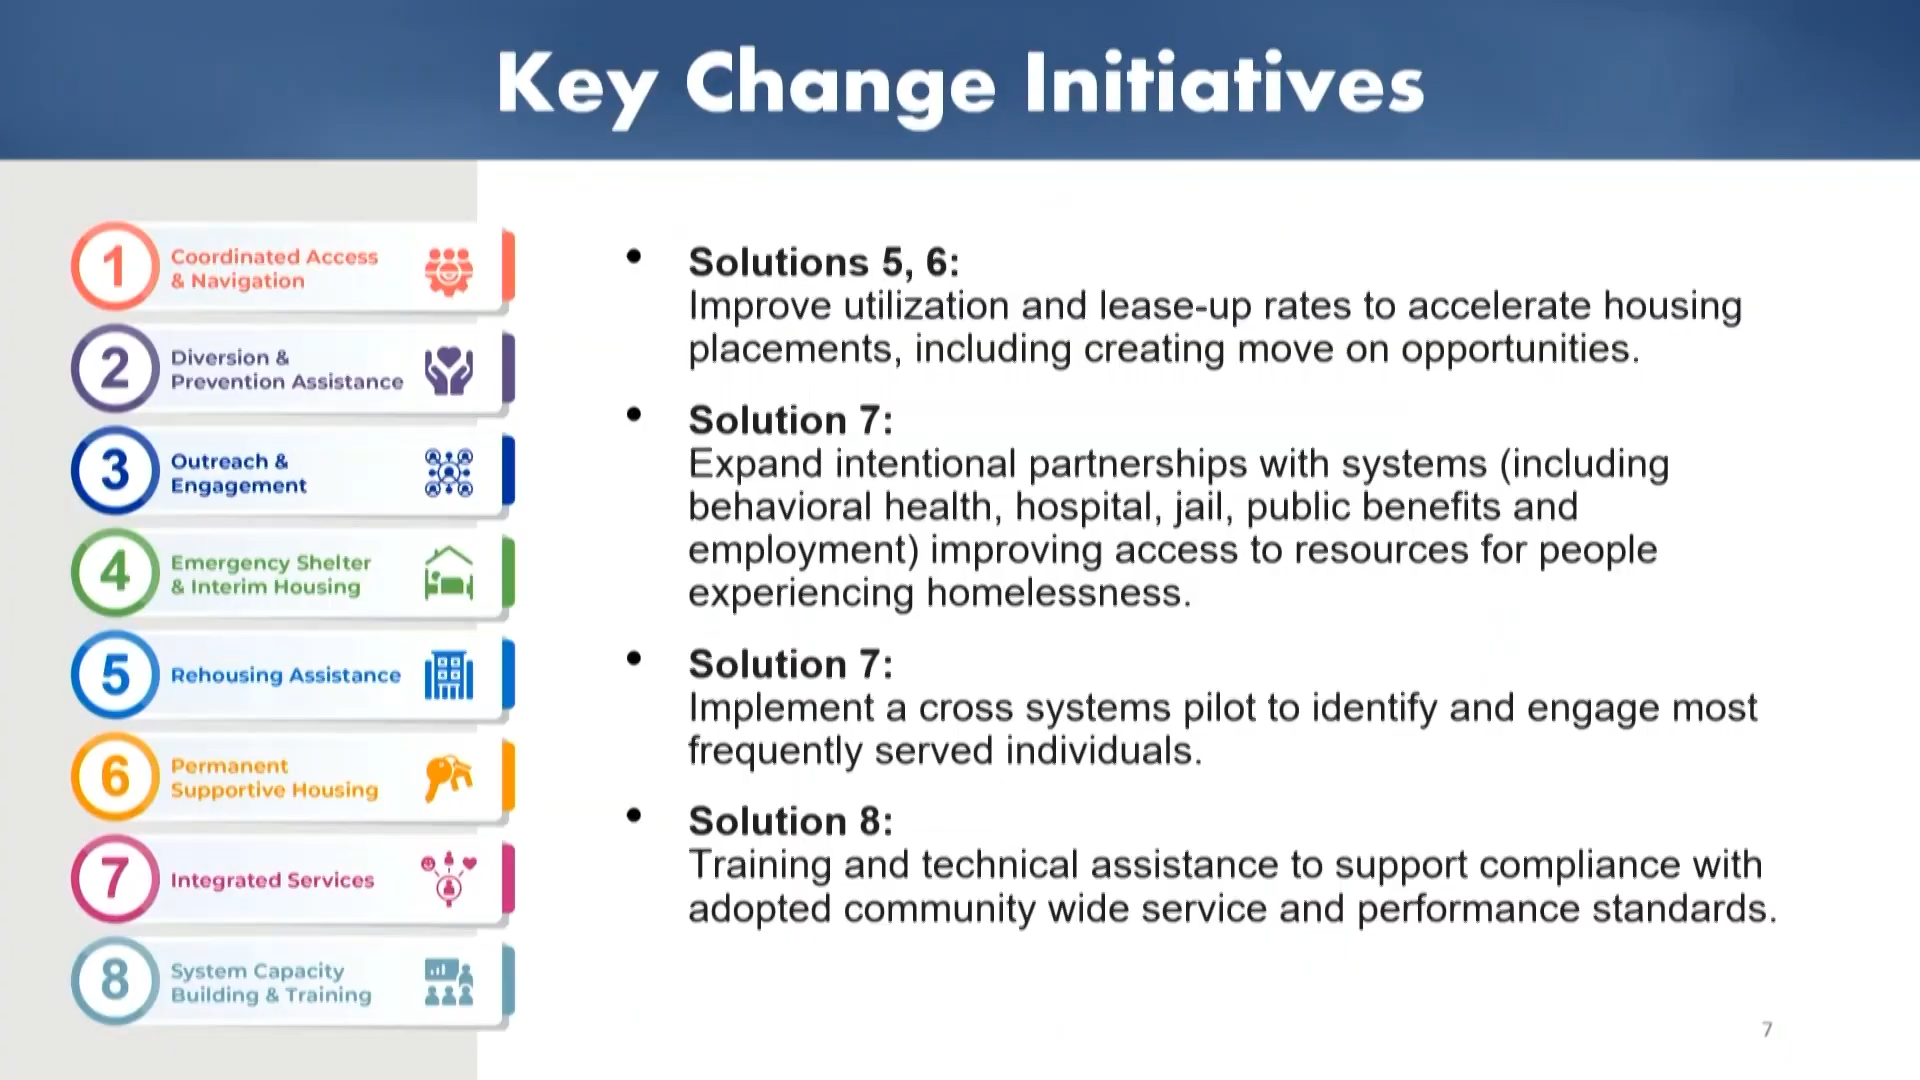 Key Change Initiatives
1
Coordinated Access
& Navigation
2
Diversion &
Prevention Assistance
3
Outreach &
Engagement
4
Emergency Shelter
& Interim Housing
5
Rehousing Assistance
6
Permanent
Supportive Housing
7
Integrated Services
8
System Capacity
Building & Training
• Solutions 5, 6:
Improve utilization and lease-up rates to accelerate housing
placements, including creating move on opportunities.
• Solution 7:
Expand intentional partnerships with systems (including
behavioral health, hospital, jail, public benefits and
employment) improving access to resources for people
experiencing homelessness.
• Solution 7:
Implement a cross systems pilot to identify and engage most
frequently served individuals.
• Solution 8:
Training and technical assistance to support compliance with
adopted community wide service and performance standards.
7